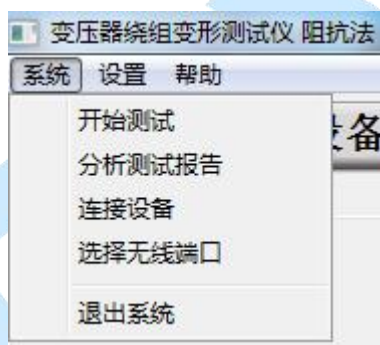 变压器绕组变形测试仪 阻抗法
系统 设置 帮助
开始测试
备
分析测试报告
连接设备
选择无线端口
退出系统